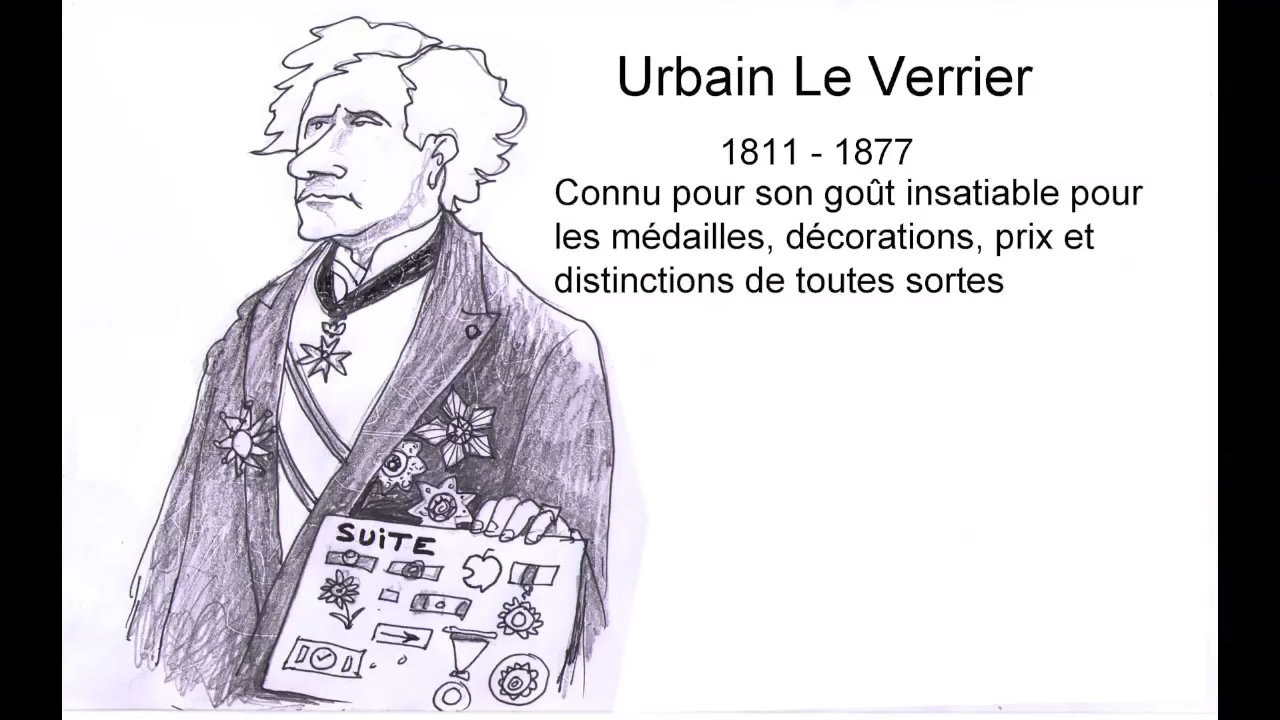 Urbain Le Verrier
1811 - 1877
Connu pour son goût insatiable pour
les médailles, décorations, prix et
distinctions de toutes sortes
SUiTE